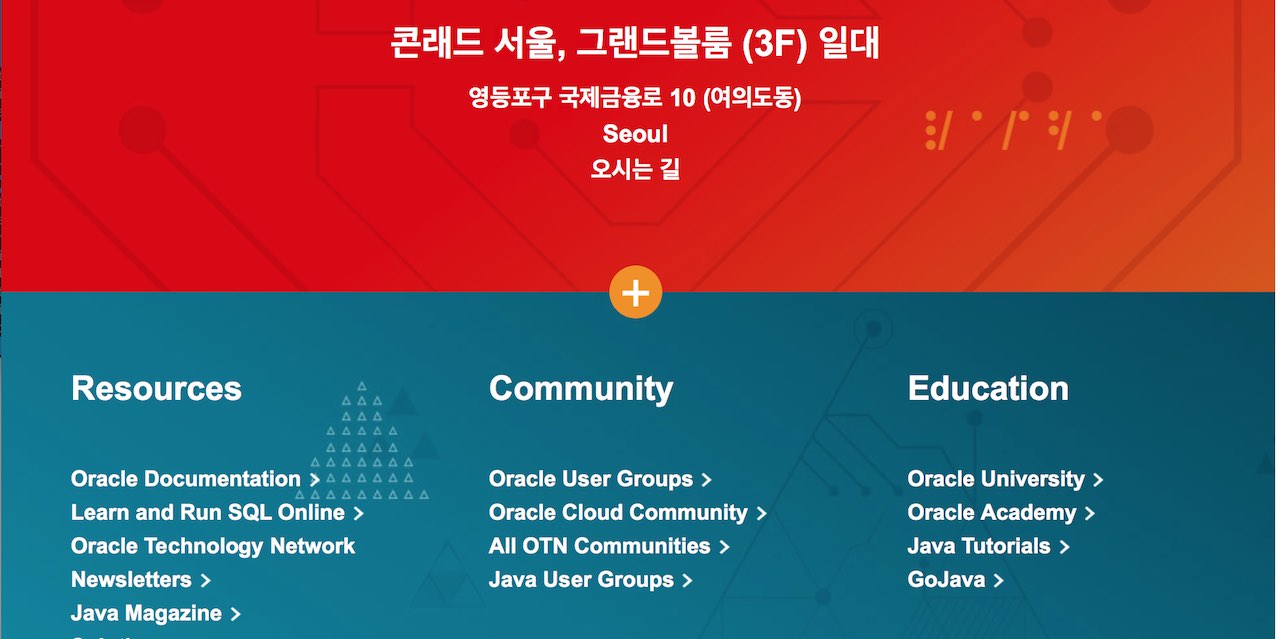 콘래드 서울, 그랜드볼룸 (3F) 일대
영등포구 국제금융로 10 (여의도동)
Seoul
오시는 길
Resources
Oracle Documentation >
Learn and Run SQL Online >
Oracle Technology Network
Newsletters >
Java Magazine >
Community
Oracle User Groups >
Oracle Cloud Community >
All OTN Communities >
Java User Groups >
Education
Oracle University >
Oracle Academy >
Java Tutorials >
GoJava >